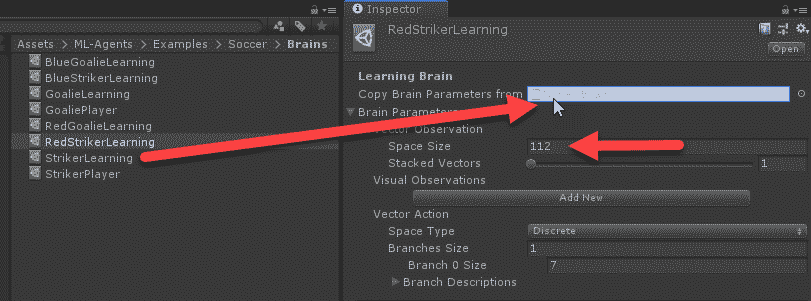 Assets ▸ ML-Agents ▸ Examples ▸ Soccer ▸ Brains
BlueGoalieLearning
BlueStrikerLearning
GoalieLearning
GoaliePlayer
RedGoalieLearning
RedStrikerLearning
StrikerLearning
StrikerPlayer
Inspector
RedStrikerLearning
Open
Learning Brain
Copy Brain Parameters from
Brain Parameters
Vector Observation
Space Size 112
Stacked Vectors 1
Visual Observations
Add New
Vector Action
Space Type Discrete
Branches Size 1
Branch 0 Size 7
Branch Descriptions